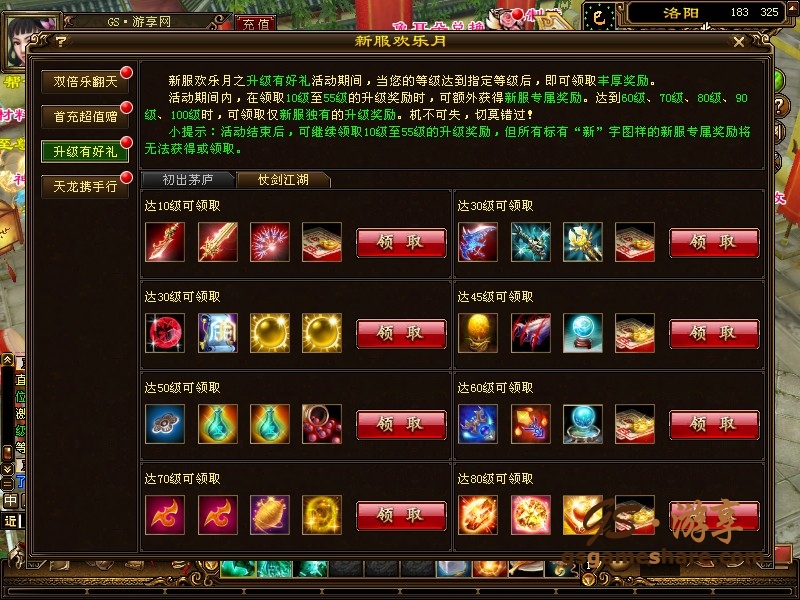 GS·游享网
充值
洛阳
183 325
?
新服欢乐月
双倍乐翻天
首充超值赠
升级有好礼
天龙携手行
新服欢乐月之升级有好礼活动期间，当您的等级达到指定等级后，即可领取丰厚奖励。
活动期间内，在领取10级至55级的升级奖励时，可额外获得新服专属奖励。达到60级、70级、80级、90
级、100级时，可领取仅新服独有的升级奖励。机不可失，切莫错过！
小提示：活动结束后，可继续领取10级至55级的升级奖励，但所有标有“新”字图样的新服专属奖励将
无法获得或领取。
初出茅庐
仗剑江湖
达10级可领取
领取
达30级可领取
领取
达30级可领取
领取
达45级可领取
领取
达50级可领取
领取
达60级可领取
领取
达70级可领取
领取
达80级可领取
游享
gsgameshare.com
申
近